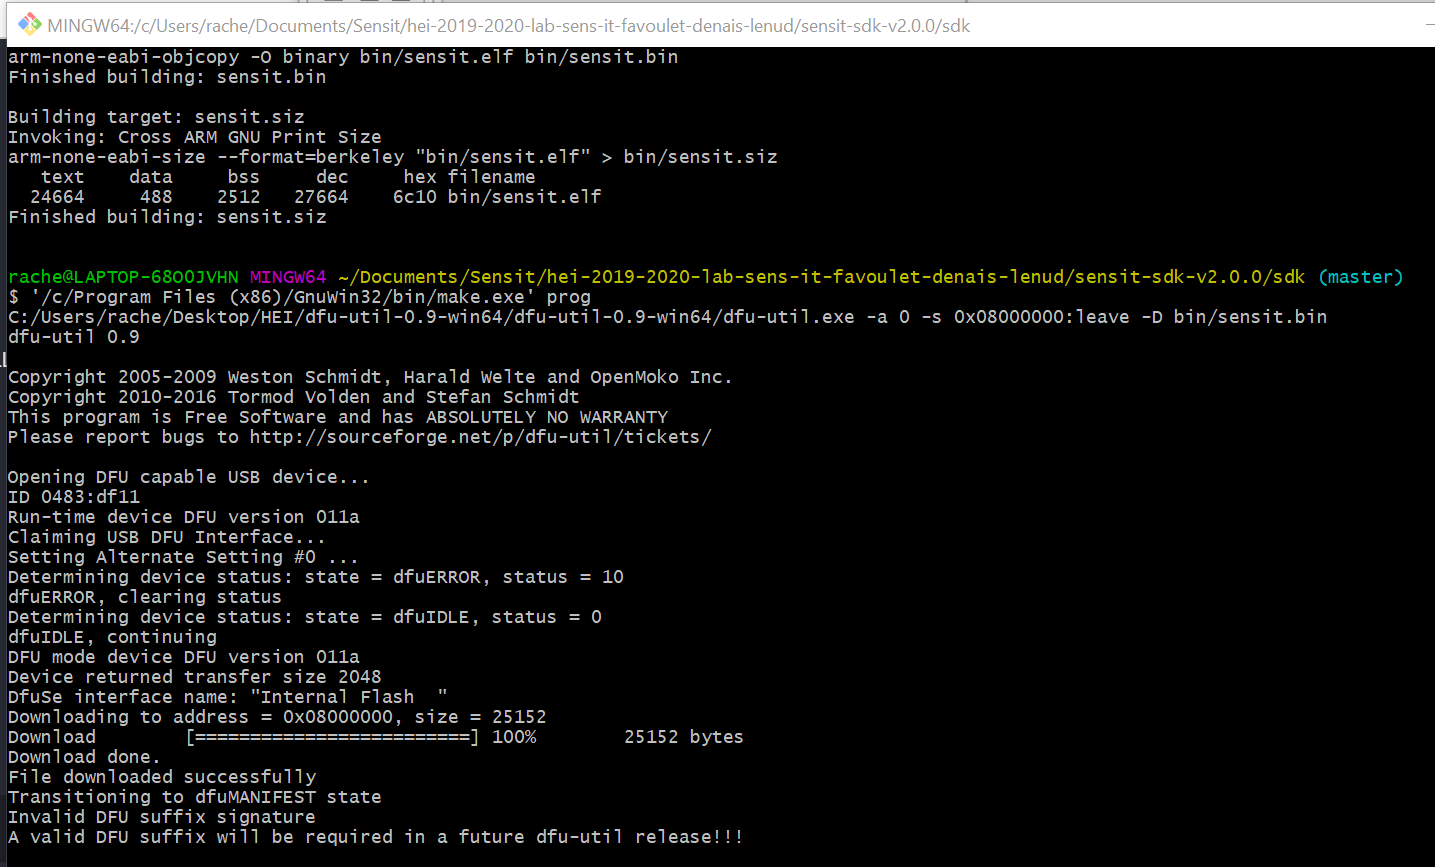 MINGW64:/c/Users/rache/Documents/Sensit/hei-2019-2020-lab-sens-it-favoulet-denais-lenud/sensit-sdk-v2.0.0/sdk
arm-none-eabi-objcopy -O binary bin/sensit.elf bin/sensit.bin
Finished building: sensit.bin
Building target: sensit.siz
Invoking: Cross ARM GNU Print Size
arm-none-eabi-size --format=berkeley "bin/sensit.elf" > bin/sensit.siz
   text    data     bss     dec     hex filename
  24664     488    2512   27664    6c10 bin/sensit.elf
Finished building: sensit.siz
rache@LAPTOP-68O0JVHN MINGW64 ~/Documents/Sensit/hei-2019-2020-lab-sens-it-favoulet-denais-lenud/sensit-sdk-v2.0.0/sdk (master)
$ '/c/Program Files (x86)/GnuWin32/bin/make.exe' prog
C:/Users/rache/Desktop/HEI/dfu-util-0.9-win64/dfu-util-0.9-win64/dfu-util.exe -a 0 -s 0x08000000:leave -D bin/sensit.bin
dfu-util 0.9
Copyright 2005-2009 Weston Schmidt, Harald Welte and OpenMoko Inc.
Copyright 2010-2016 Tormod Volden and Stefan Schmidt
This program is Free Software and has ABSOLUTELY NO WARRANTY
Please report bugs to http://sourceforge.net/p/dfu-util/tickets/
Opening DFU capable USB device...
ID 0483:df11
Run-time device DFU version 011a
Claiming USB DFU Interface...
Setting Alternate Setting #0 ...
Determining device status: state = dfuERROR, status = 10
dfuERROR, clearing status
Determining device status: state = dfuIDLE, status = 0
dfuIDLE, continuing
DFU mode device DFU version 011a
Device returned transfer size 2048
DfuSe interface name: "Internal Flash  "
Downloading to address = 0x08000000, size = 25152
Download        [=========================] 100%        25152 bytes
Download done.
File downloaded successfully
Transitioning to dfuMANIFEST state
Invalid DFU suffix signature
A valid DFU suffix will be required in a future dfu-util release!!!